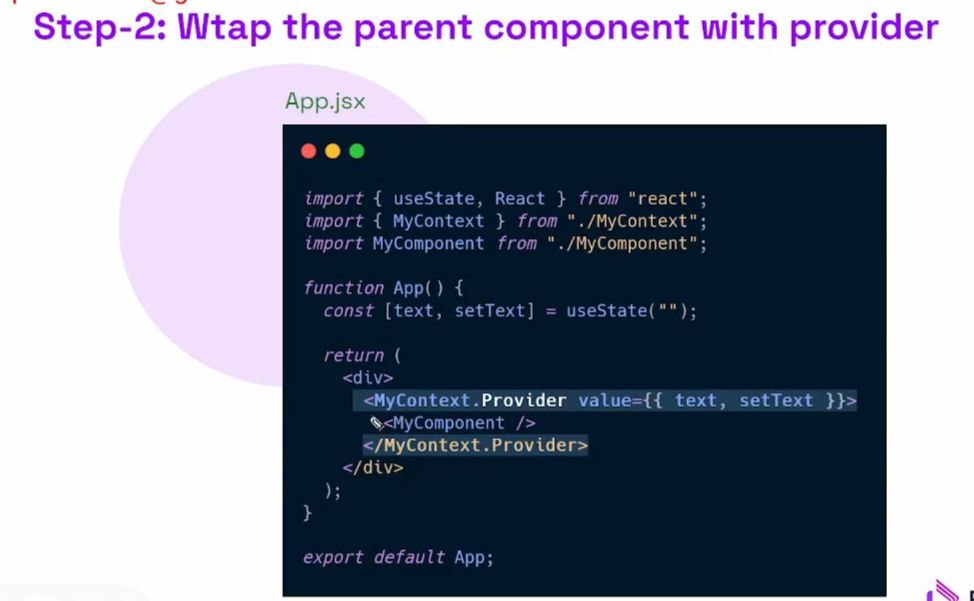 Step-2: Wtap the parent component with provider
App.jsx
import { useState, React } from "react";
import { MyContext } from "./MyContext";
import MyComponent from "./MyComponent";
function App() {
const [text, setText] = useState("");
return (
<div>
<MyContext.Provider value={{ text, setText }}>
<MyComponent />
</MyContext.Provider>
</div>
);
}
export default App;